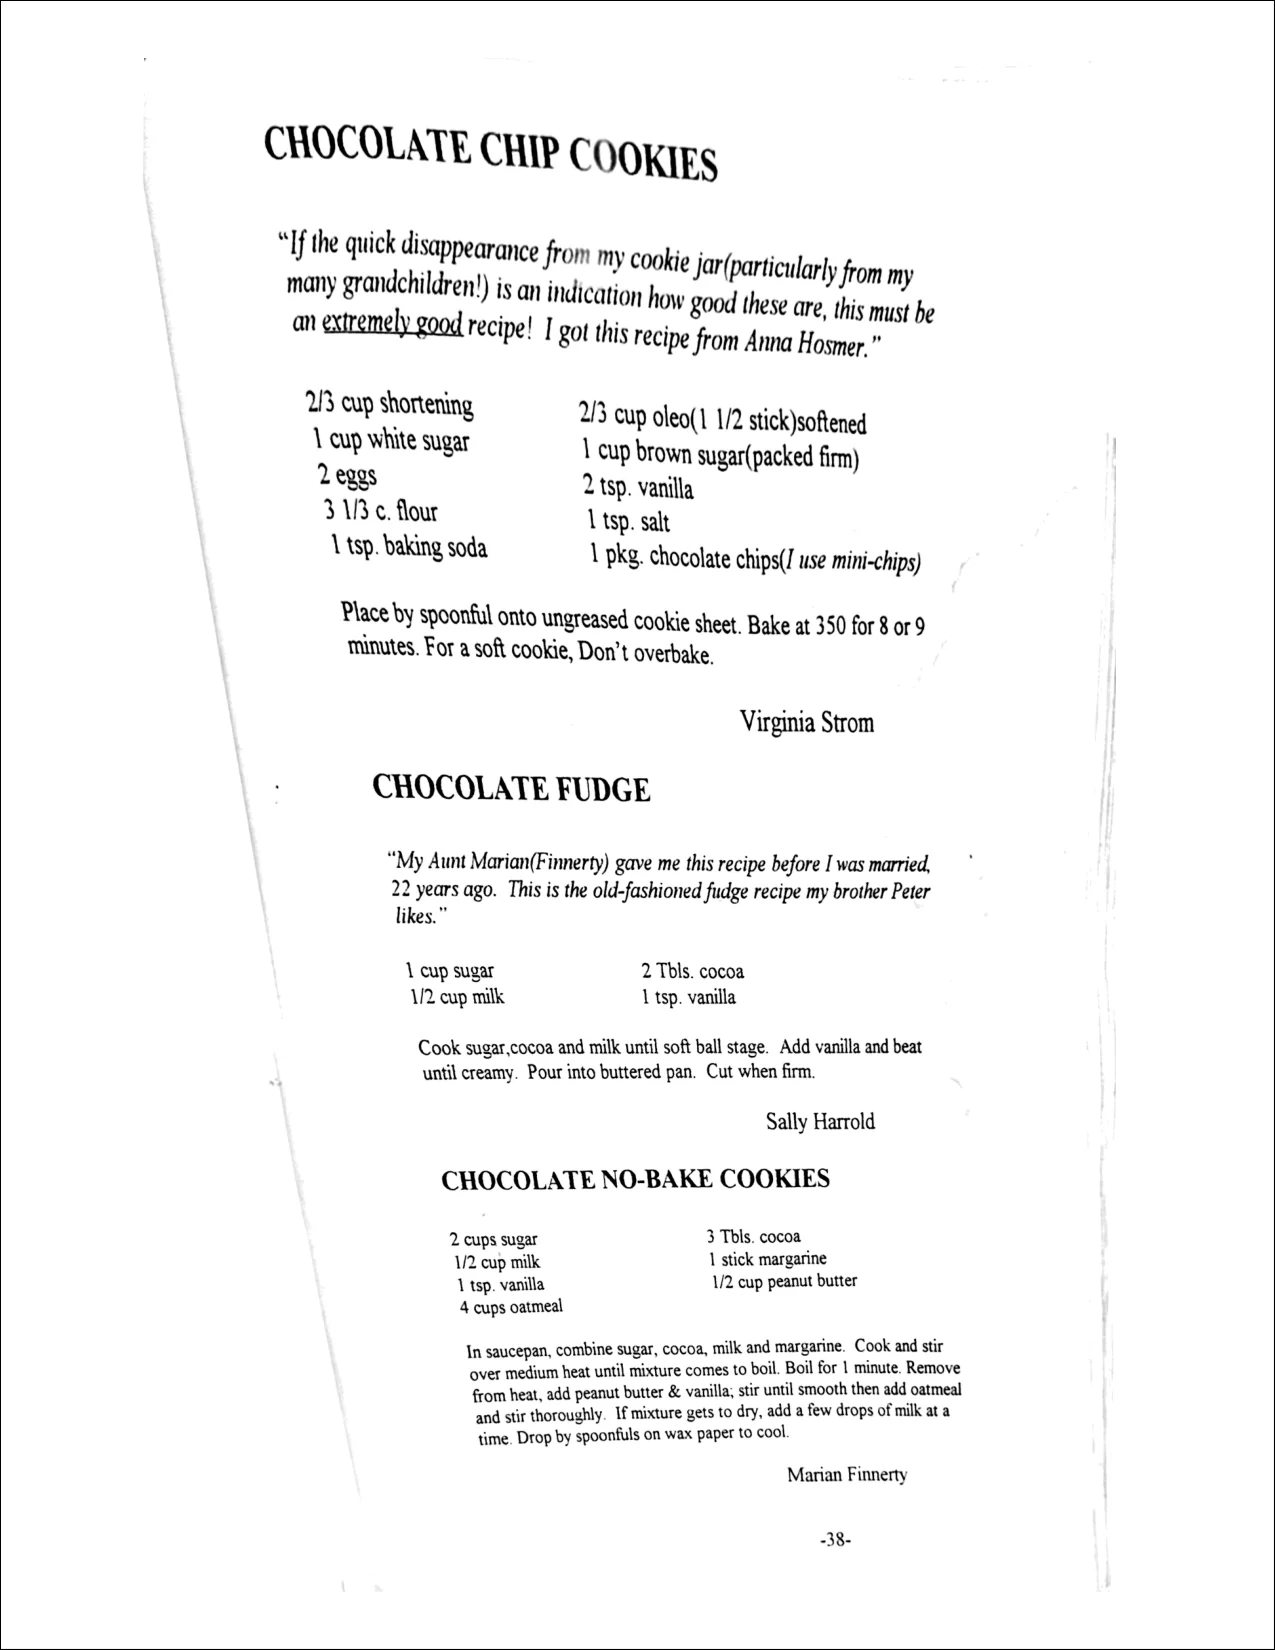 CHOCOLATE CHIP COOKIES
“If the quick disappearance from my cookie jar(particularly from my
many grandchildren!) is an indication how good these are, this must be
an extremely good recipe!  I got this recipe from Anna Hosmer.”
2/3 cup shortening
1 cup white sugar
2 eggs
3 1/3 c. flour
1 tsp. baking soda
2/3 cup oleo(1 1/2 stick)softened
1 cup brown sugar(packed firm)
2 tsp. vanilla
1 tsp. salt
1 pkg. chocolate chips(I use mini-chips)
Place by spoonful onto ungreased cookie sheet. Bake at 350 for 8 or 9
minutes. For a soft cookie, Don’t overbake.
Virginia Strom
CHOCOLATE FUDGE
“My Aunt Marian(Finnerty) gave me this recipe before I was married,
22 years ago.  This is the old-fashioned fudge recipe my brother Peter
likes.”
1 cup sugar
1/2 cup milk
2 Tbls. cocoa
1 tsp. vanilla
Cook sugar,cocoa and milk until soft ball stage.  Add vanilla and beat
until creamy.  Pour into buttered pan.  Cut when firm.
Sally Harrold
CHOCOLATE NO-BAKE COOKIES
2 cups sugar
1/2 cup milk
1 tsp. vanilla
4 cups oatmeal
3 Tbls. cocoa
1 stick margarine
1/2 cup peanut butter
In saucepan, combine sugar, cocoa, milk and margarine.  Cook and stir
over medium heat until mixture comes to boil. Boil for 1 minute. Remove
from heat, add peanut butter & vanilla; stir until smooth then add oatmeal
and stir thoroughly.  If mixture gets to dry, add a few drops of milk at a
time. Drop by spoonfuls on wax paper to cool.
Marian Finnerty
-38-